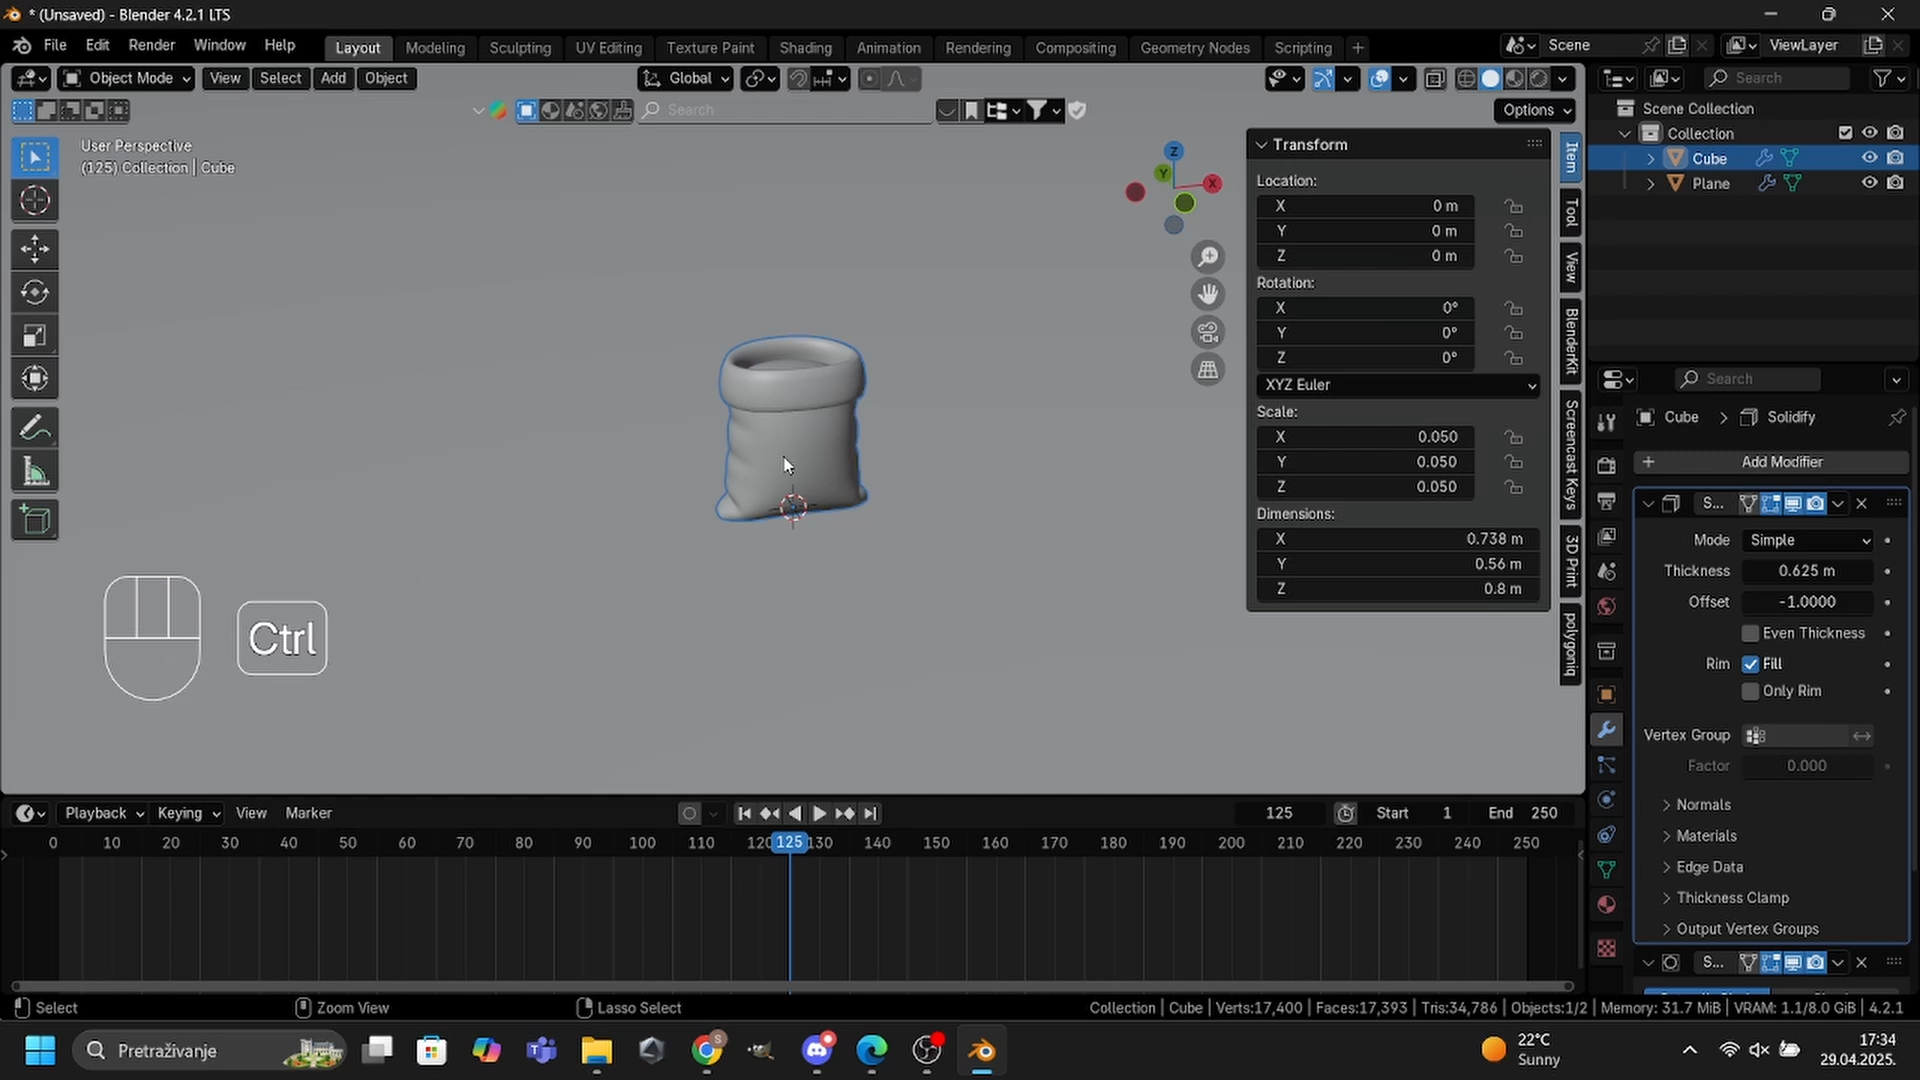 * (Unsaved) - Blender 4.2.1 LTS
File Edit Render Window Help
Layout Modeling Sculpting UV Editing Texture Paint Shading Animation Rendering Compositing Geometry Nodes Scripting +
Scene
ViewLayer
Object Mode View Select Add Object
Global
Search
Search
Options
User Perspective
(125) Collection | Cube
Z
Y
X
Scene Collection
Collection
Cube
Plane
Transform
Location:
X 0 m
Y 0 m
Z 0 m
Rotation:
X 0°
Y 0°
Z 0°
XYZ Euler
Scale:
X 0.050
Y 0.050
Z 0.050
Dimensions:
X 0.738 m
Y 0.56 m
Z 0.8 m
Item
Tool
View
BlenderKit
Screencast Keys
3D Print
polygoniq
Search
Cube > Solidify
+ Add Modifier
S...
Mode Simple
Thickness 0.625 m
Offset -1.0000
Even Thickness
Rim Fill
Only Rim
Vertex Group
Factor 0.000
Normals
Materials
Edge Data
Thickness Clamp
Output Vertex Groups
S...
Ctrl
Playback Keying View Marker
125 Start 1 End 250
0 10 20 30 40 50 60 70 80 90 100 110 120 125 130 140 150 160 170 180 190 200 210 220 230 240 250
Select Zoom View Lasso Select
Collection | Cube | Verts:17,400 | Faces:17,393 | Tris:34,786 | Objects:1/2 | Memory: 31.7 MiB | VRAM: 1.1/8.0 GiB | 4.2.1
Pretraživanje
22°C
Sunny
17:34
29.04.2025.